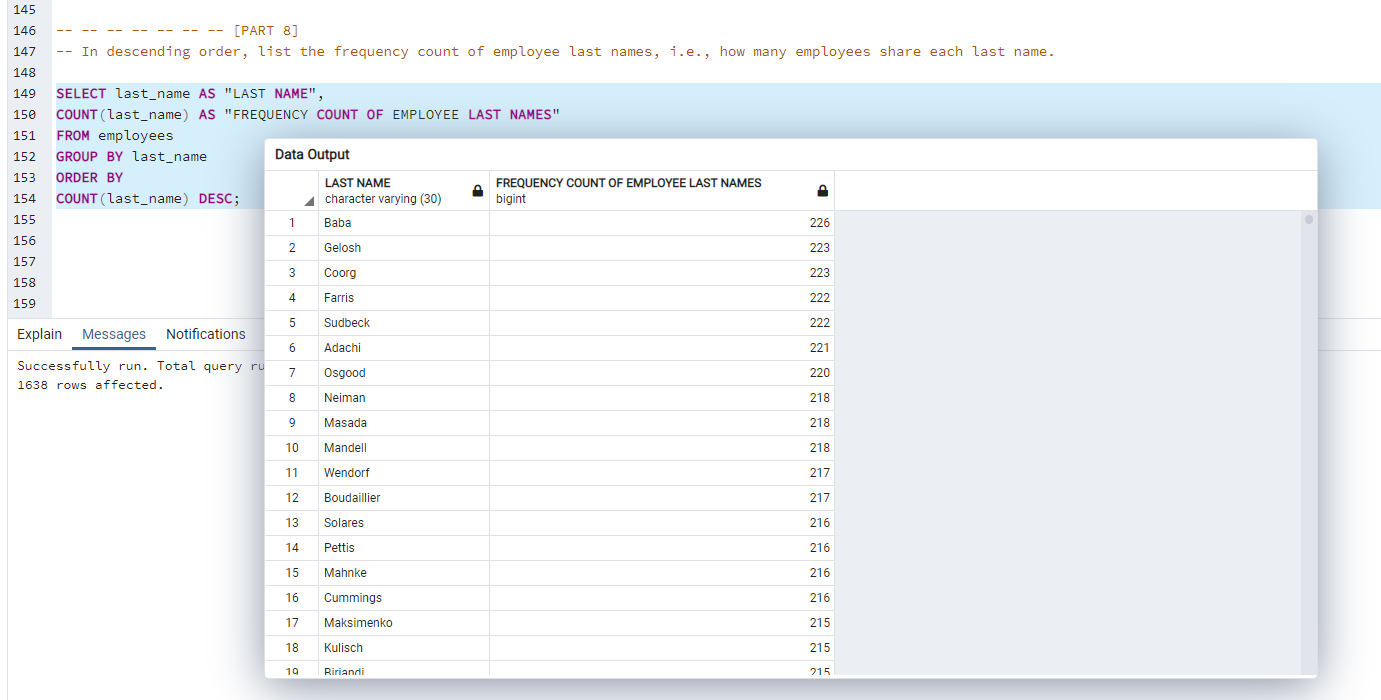 145
146 -- -- -- -- -- -- -- [PART 8]
147 -- In descending order, list the frequency count of employee last names, i.e., how many employees share each last name.
148
149 SELECT last_name AS "LAST NAME",
150 COUNT(last_name) AS "FREQUENCY COUNT OF EMPLOYEE LAST NAMES"
151 FROM employees
152 GROUP BY last_name
153 ORDER BY
154 COUNT(last_name) DESC;
155
156
157
158
159
Explain Messages Notifications
Successfully run. Total query ru
1638 rows affected.
Data Output
LAST NAME FREQUENCY COUNT OF EMPLOYEE LAST NAMES
character varying (30) bigint
1 Baba 226
2 Gelosh 223
3 Coorg 223
4 Farris 222
5 Sudbeck 222
6 Adachi 221
7 Osgood 220
8 Neiman 218
9 Masada 218
10 Mandell 218
11 Wendorf 217
12 Boudaillier 217
13 Solares 216
14 Pettis 216
15 Mahnke 216
16 Cummings 216
17 Maksimenko 215
18 Kulisch 215
19 Birjandi 215